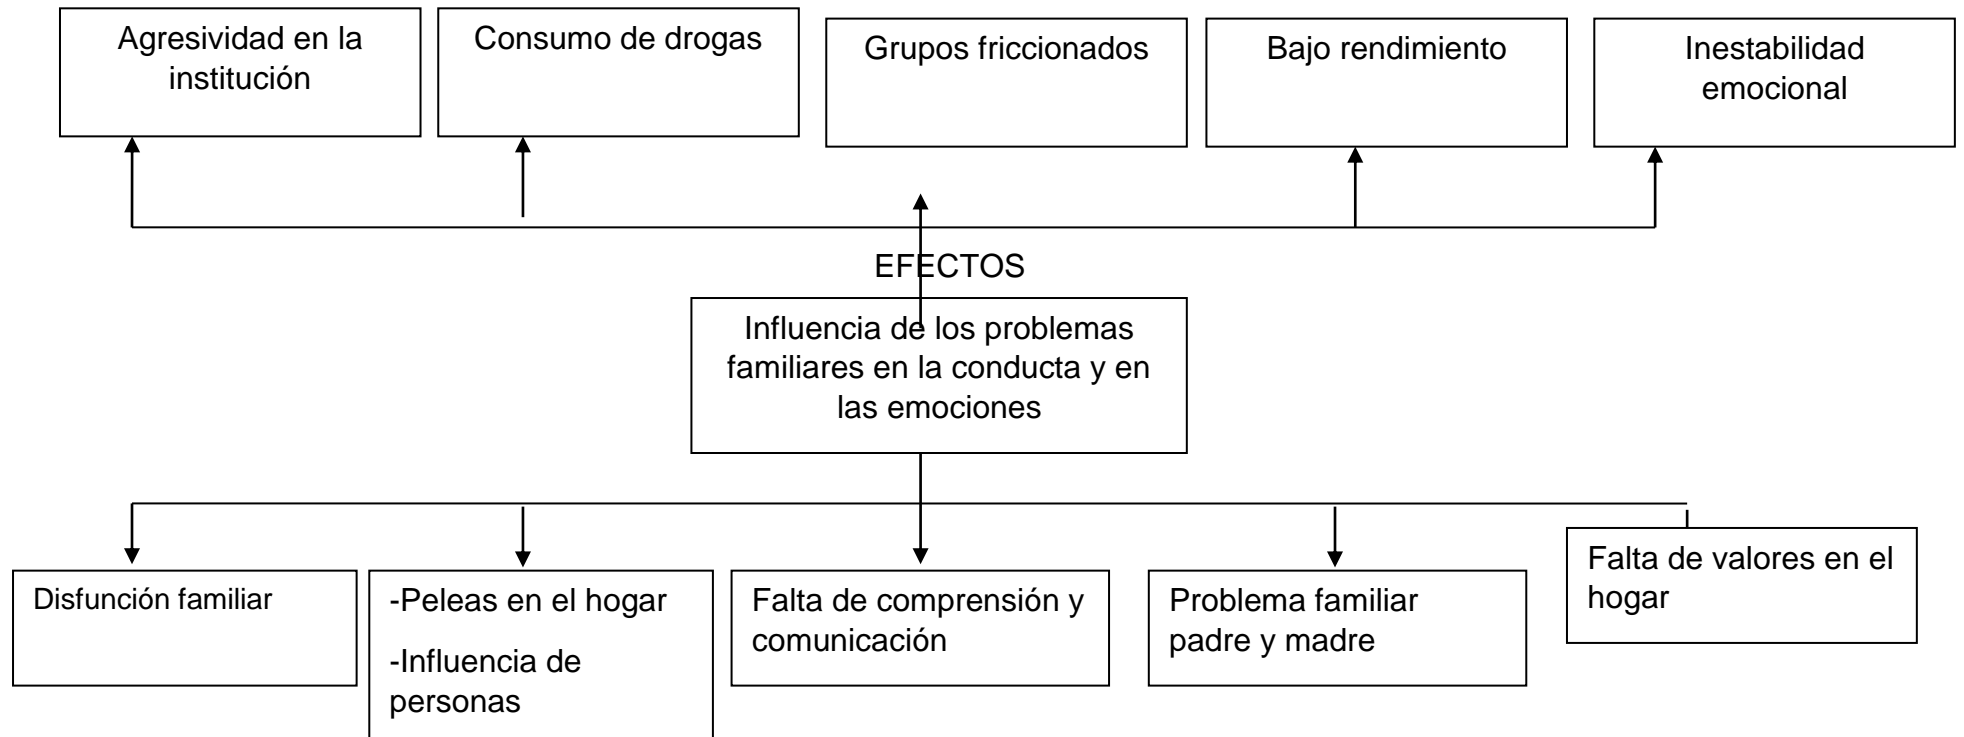 Agresividad en la
institución
Consumo de drogas
Grupos friccionados
Bajo rendimiento
Inestabilidad
emocional
EFECTOS
Influencia de los problemas
familiares en la conducta y en
las emociones
Disfunción familiar
-Peleas en el hogar
-Influencia de
personas
Falta de comprensión y
comunicación
Problema familiar
padre y madre
Falta de valores en el
hogar